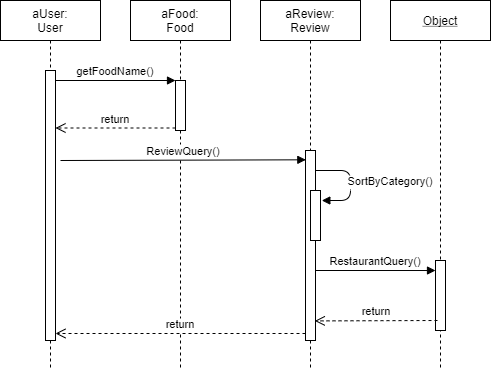 aUser:
User
aFood:
Food
aReview:
Review
Object
getFoodName()
return
ReviewQuery()
SortByCategory()
RestaurantQuery()
return
return